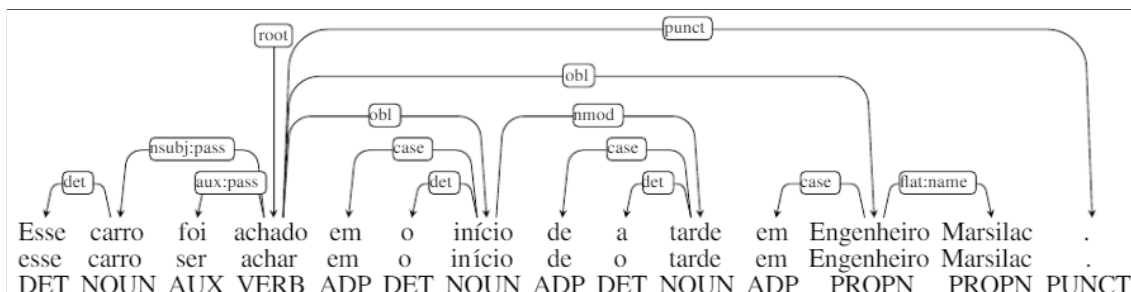 punct
root
obl
obl nmod
nsubj:pass case case
det aux:pass det det case flat:name
Esse carro foi achado em o início de a tarde em Engenheiro Marsilac .
esse carro ser achar em o início de o tarde em Engenheiro Marsilac .
DET NOUN AUX VERB ADP DET NOUN ADP DET NOUN ADP PROPN PROPN PUNCT